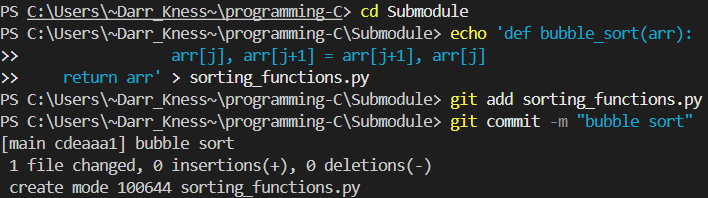 PS C:\Users\~Darr_Kness~\programming-C> cd Submodule
PS C:\Users\~Darr_Kness~\programming-C\Submodule> echo 'def bubble_sort(arr):
>>             arr[j], arr[j+1] = arr[j+1], arr[j]
>>     return arr' > sorting_functions.py
PS C:\Users\~Darr_Kness~\programming-C\Submodule> git add sorting_functions.py
PS C:\Users\~Darr_Kness~\programming-C\Submodule> git commit -m "bubble sort"
[main cdeaaa1] bubble sort
 1 file changed, 0 insertions(+), 0 deletions(-)
 create mode 100644 sorting_functions.py